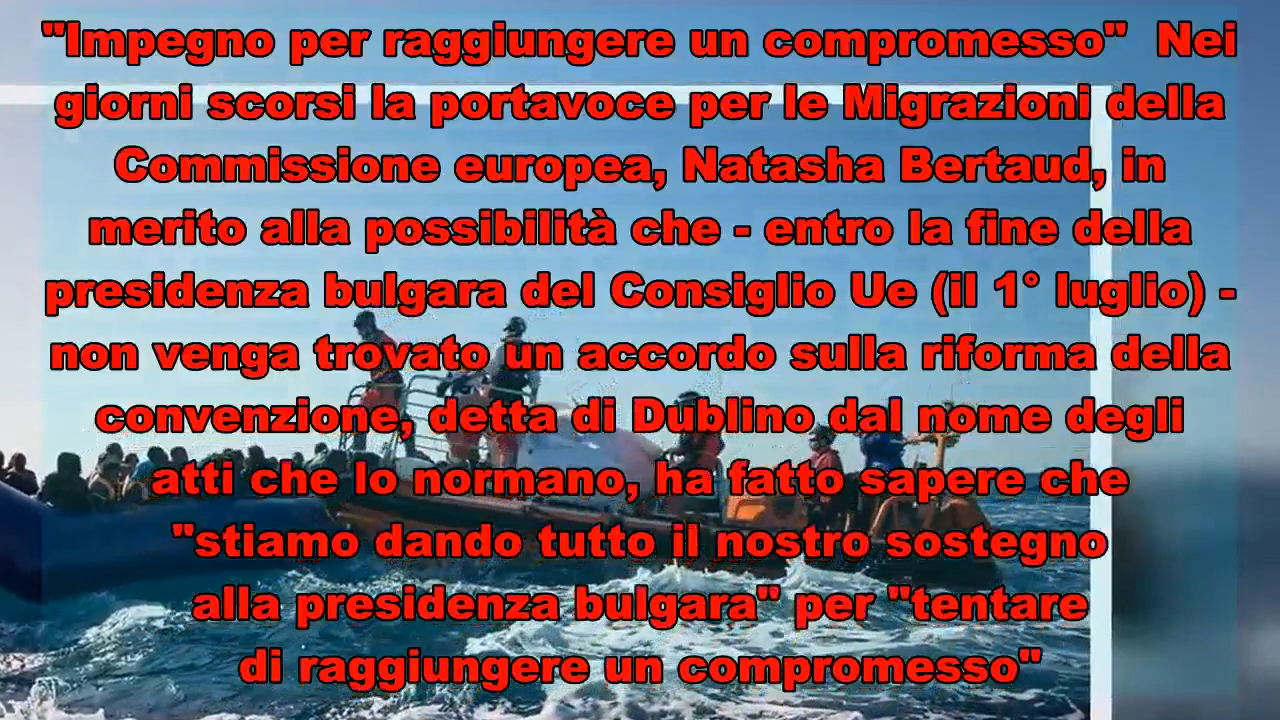 "Impegno per raggiungere un compromesso"  Nei
giorni scorsi la portavoce per le Migrazioni della
Commissione europea, Natasha Bertaud, in
merito alla possibilità che - entro la fine della
presidenza bulgara del Consiglio Ue (il 1° luglio) -
non venga trovato un accordo sulla riforma della
convenzione, detta di Dublino dal nome degli
atti che lo normano, ha fatto sapere che
"stiamo dando tutto il nostro sostegno
alla presidenza bulgara" per "tentare
di raggiungere un compromesso"